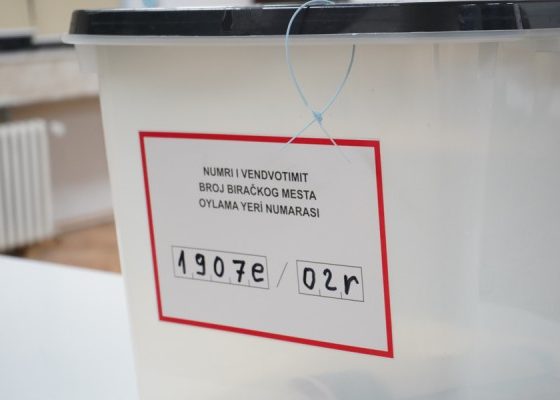 NUMRI I VENDVOTIMIT
BROJ BIRAČKOG MESTA
OYLAMA YERİ NUMARASI
1907e / 02r